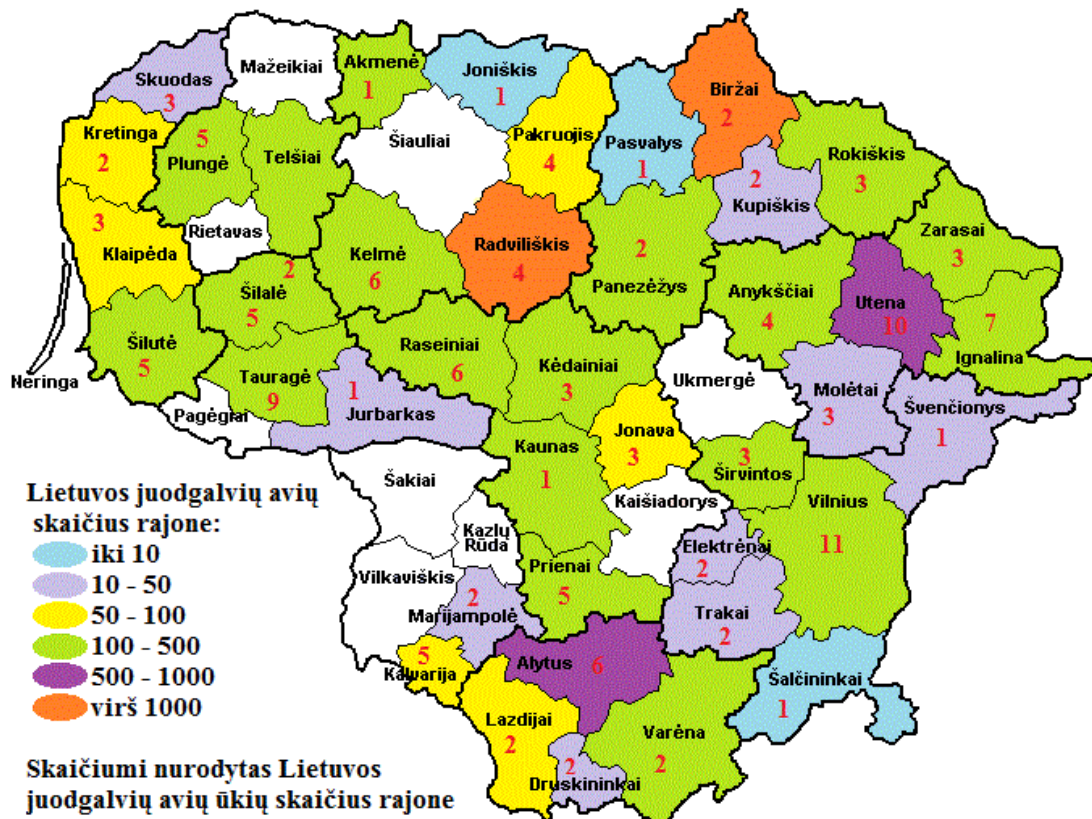 Mažeikiai
Akmenė
1
Skuodas
3
Joniškis
1
Biržai
2
Kretinga
2
5
Plungė
Telšiai
Šiauliai
Pakruojis
4
Pasvalys
1
Rokiškis
3
2
Kupiškis
3
Klaipėda
Rietavas
Kelmė
6
Radviliškis
4
2
Panezėžys
Zarasai
3
Anykščiai
4
Utena
10
7
Ignalina
2
Šilalė
5
Šilutė
5
Neringa
Raseiniai
6
Kėdainiai
3
Ukmergė
Molėtai
3
Švenčionys
1
Tauragė
9
1
Jurbarkas
Pagėgiai
Jonava
3
Kaunas
1
3
Širvintos
Šakiai
Kaišiadorys
Vilnius
11
Kazlų
Rūda
Elektrėnai
2
Vilkaviškis
Prienai
5
2
Marijampolė
Trakai
2
5
Kalvarija
Alytus
6
Šalčininkai
1
Lazdijai
2
Varėna
2
2
Druskininkai
Lietuvos juodgalvių avių
skaičius rajone:
iki 10
10 - 50
50 - 100
100 - 500
500 - 1000
virš 1000
Skaičiumi nurodytas Lietuvos
juodgalvių avių ūkių skaičius rajone